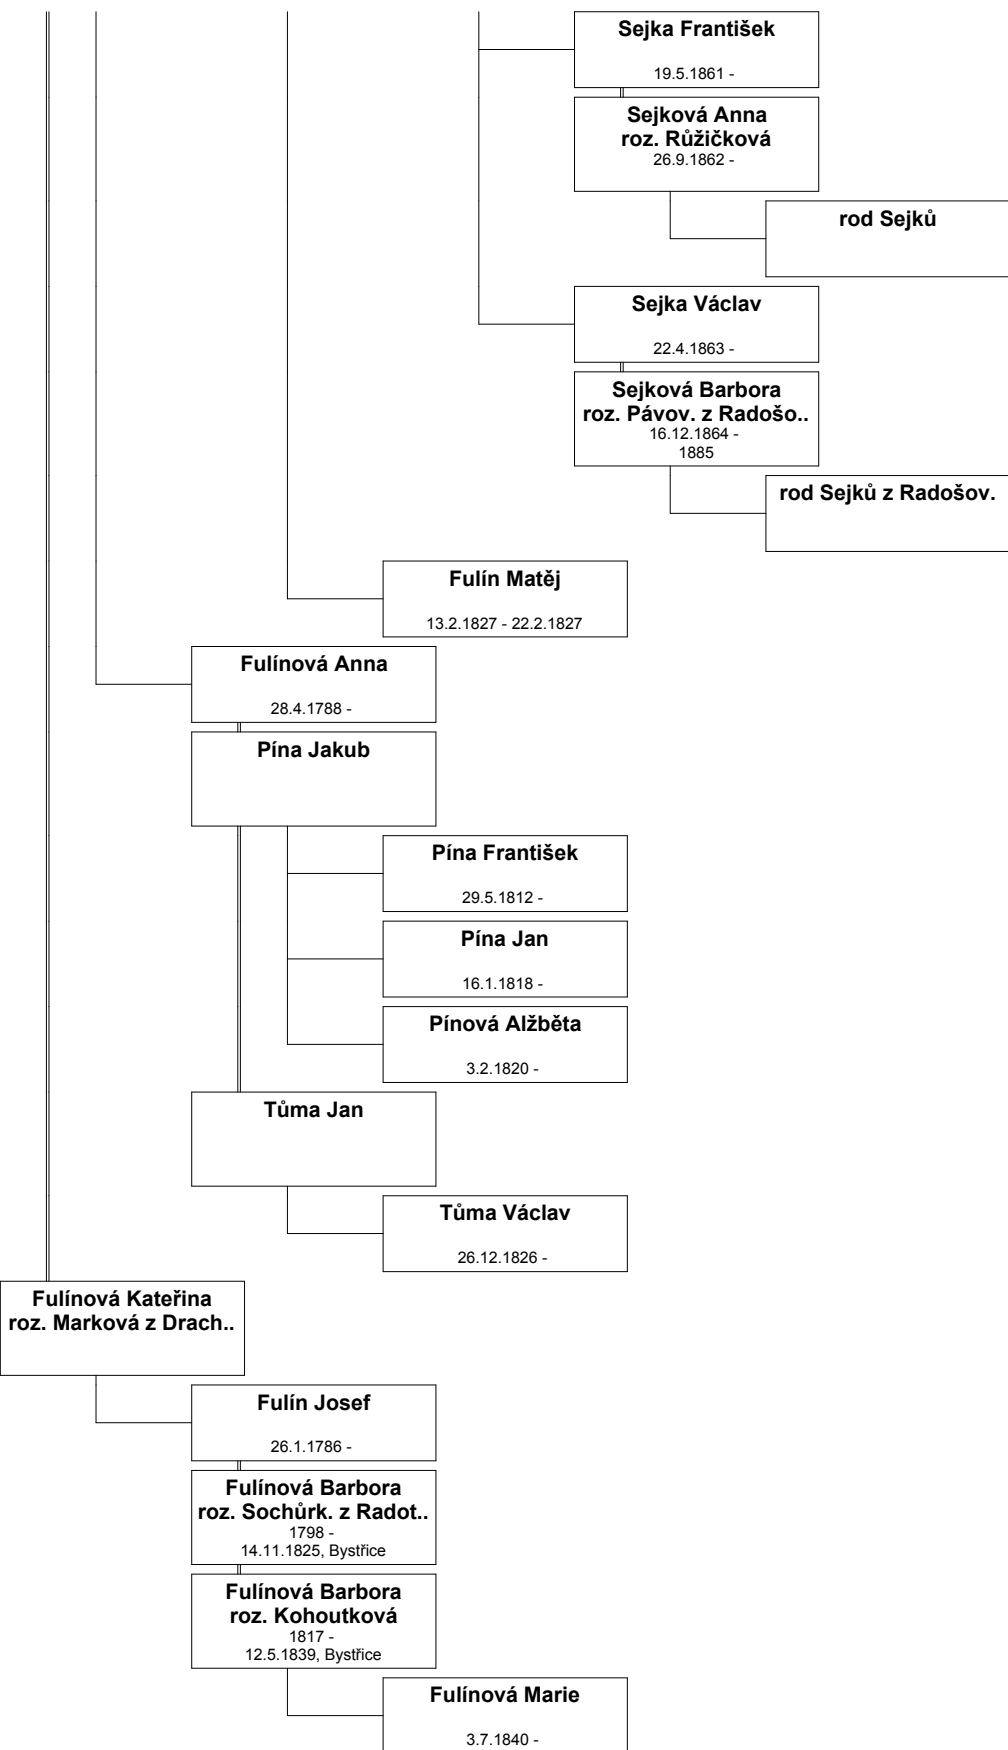 Sejka František
19.5.1861 -
Sejková Anna
roz. Růžičková
26.9.1862 -
rod Sejků
Sejka Václav
22.4.1863 -
Sejková Barbora
roz. Pávov. z Radošo..
16.12.1864 -
1885
rod Sejků z Radošov.
Fulín Matěj
13.2.1827 - 22.2.1827
Fulínová Anna
28.4.1788 -
Pína Jakub
Pína František
29.5.1812 -
Pína Jan
16.1.1818 -
Pínová Alžběta
3.2.1820 -
Tůma Jan
Tůma Václav
26.12.1826 -
Fulínová Kateřina
roz. Marková z Drach..
Fulín Josef
26.1.1786 -
Fulínová Barbora
roz. Sochůrk. z Radot..
1798 -
14.11.1825, Bystřice
Fulínová Barbora
roz. Kohoutková
1817 -
12.5.1839, Bystřice
Fulínová Marie
3.7.1840 -